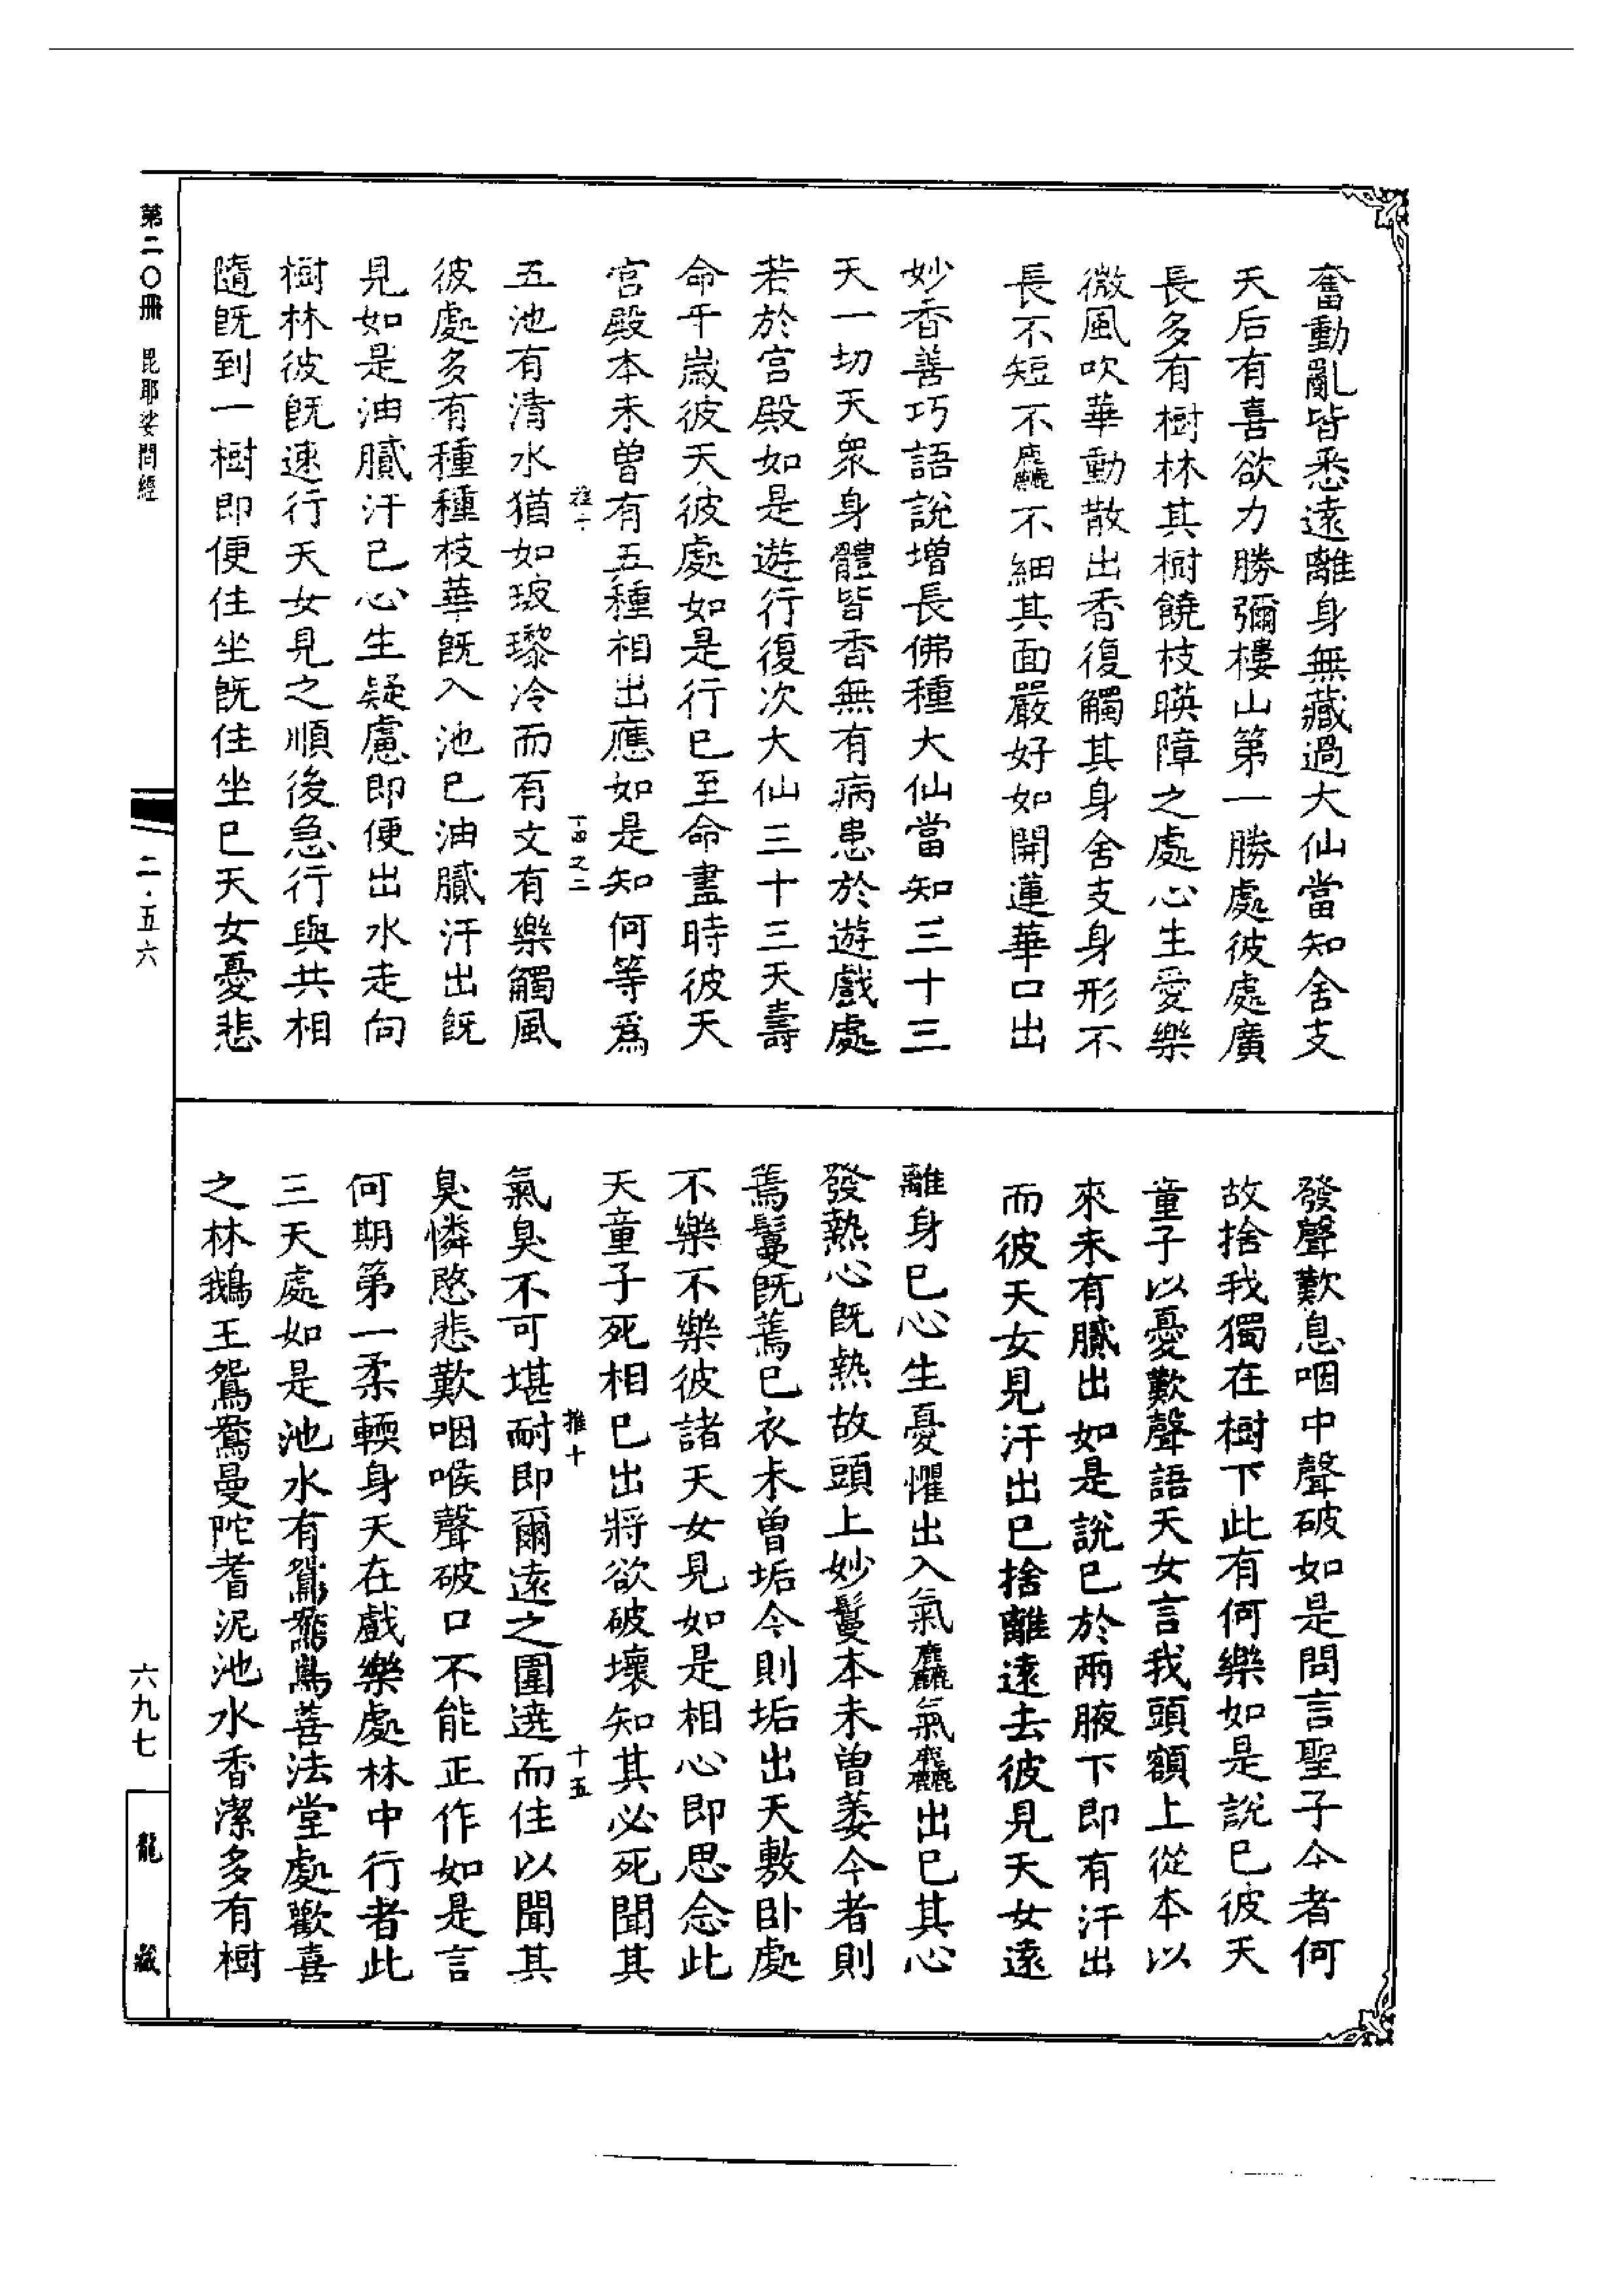 奮動亂皆悉遠離身無藏過大仙當知舍支
天后有喜欲力勝彌樓山第一勝處彼處廣
長多有樹林其樹饒枝暎障之處心生愛樂
微風吹華動散出香復觸其身舍支身形不
長不短不麤不細其面嚴好如開蓮華口出
妙香善巧語說增長佛種大仙當知三十三
天一切天眾身體皆香無有病患於遊戲處
若於宮殿如是遊行復次大仙三十三天壽
命千歲彼天彼處如是行已至命盡時彼天
宮殿本未曾有五種相出應如是知何等為
十四之二
五池有清水猶如玻瓈冷而有文有樂觸風
彼處多有種種枝華既入池已油膩汗出既
見如是油膩汗已心生疑慮即便出水走向
樹林彼既速行天女見之順後急行與共相
隨既到一樹即便住坐既住坐已天女憂悲
發聲歎息咽中聲破如是問言聖子今者何
故捨我獨在樹下此有何樂如是說已彼天
童子以憂歎聲語天女言我頭額上從本以
來未有膩出如是說已於兩腋下即有汗出
而彼天女見汗出已捨離遠去彼見天女遠
離身已心生憂懼出入氣麤氣麤出已其心
發熱心既熱故頭上妙鬘本未曾萎今者則
蔫鬘既蔫已衣未曾垢今則垢出天敷臥處
不樂不樂彼諸天女見如是相心即思念此
天童子死相已出將欲破壞知其必死聞其
推十
十五
氣臭不可堪耐即爾遠之圍遶而住以聞其
臭憐愍悲歎咽喉聲破口不能正作如是言
何期第一柔輭身天在戲樂處林中行者此
三天處如是池水有鴛鴦鳥善法堂處歡喜
之林鵝王鴛鴦曼陀耆泥池水香潔多有樹
第二〇冊 毘耶娑問經
二·五六
六九七
龍藏